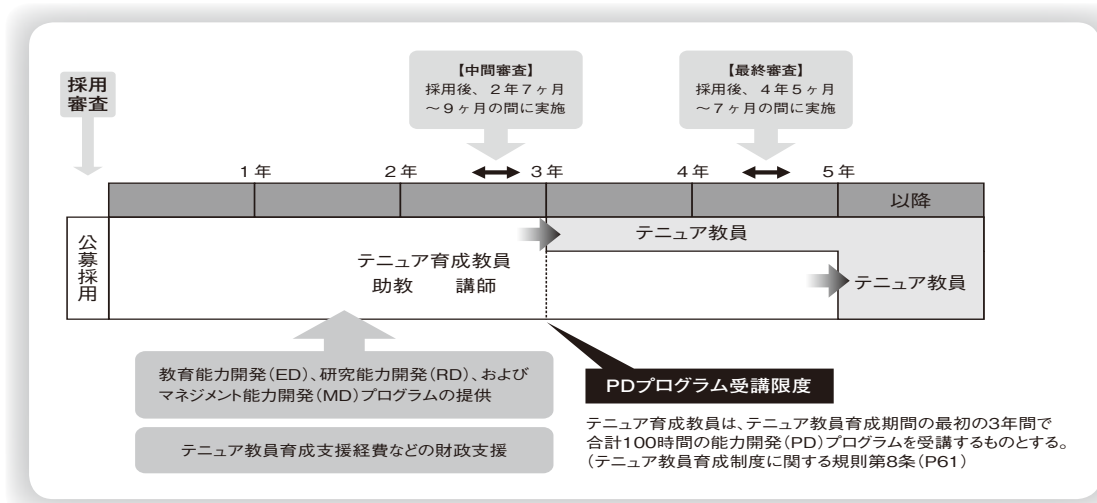 採用
審査
【中間審査】
採用後、2年7ヶ月
～9ヶ月の間に実施
【最終審査】
採用後、4年5ヶ月
～7ヶ月の間に実施
1年
2年
3年
4年
5年
以降
公募採用
テニュア教員
テニュア育成教員
助教 講師
テニュア教員
教育能力開発(ED)、研究能力開発(RD)、および
マネジメント能力開発(MD)プログラムの提供
テニュア教員育成支援経費などの財政支援
PDプログラム受講限度
テニュア育成教員は、テニュア教員育成期間の最初の3年間で
合計100時間の能力開発(PD)プログラムを受講するものとする。
(テニュア教員育成制度に関する規則第8条(P61)